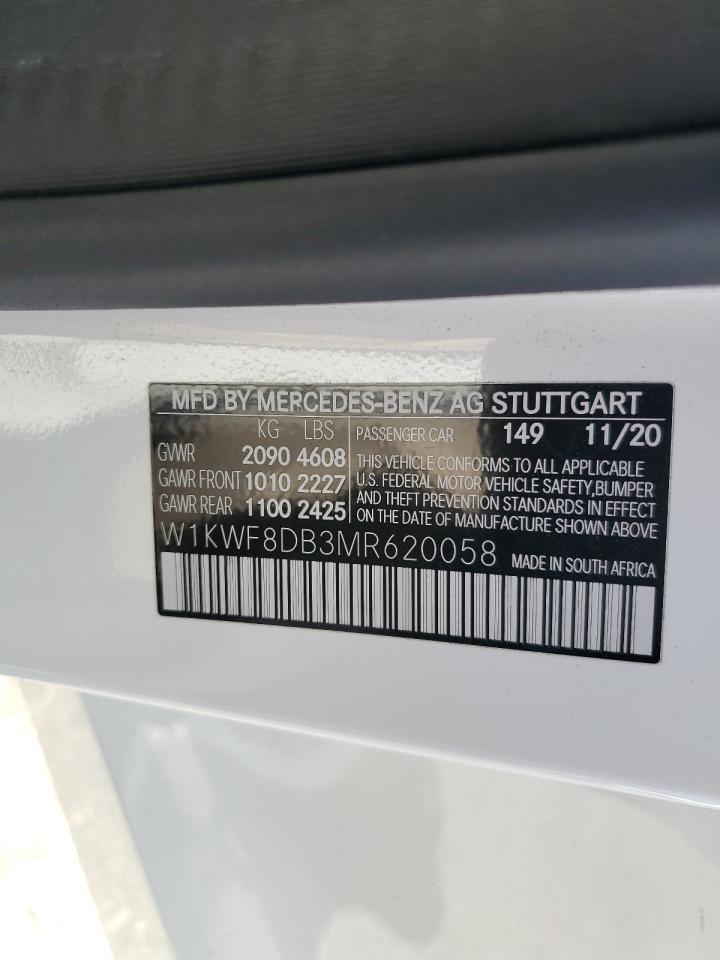 MFD BY MERCEDES-BENZ AG STUTTGART
KG LBS PASSENGER CAR 149 11/20
GVWR 2090 4608
GAWR FRONT 1010 2227
GAWR REAR 1100 2425
THIS VEHICLE CONFORMS TO ALL APPLICABLE
U.S. FEDERAL MOTOR VEHICLE SAFETY, BUMPER
AND THEFT PREVENTION STANDARDS IN EFFECT
ON THE DATE OF MANUFACTURE SHOWN ABOVE
W1KWF8DB3MR620058 MADE IN SOUTH AFRICA